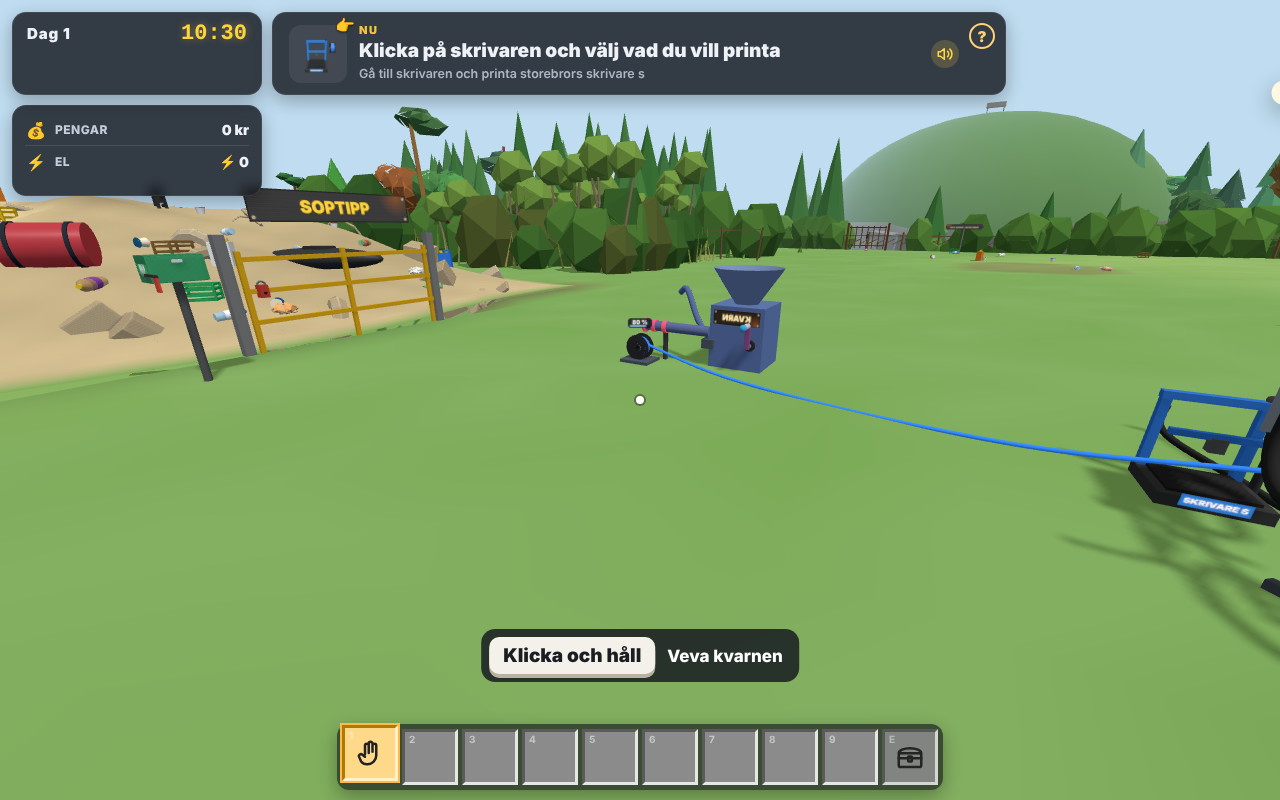 Dag 1
10:30
PENGAR
0 kr
EL
0
NU
Klicka på skrivaren och välj vad du vill printa
Gå till skrivaren och printa storebrors skrivare s
?
SOPTIPP
80 %
KVARN
SKRIVARE S
Klicka och håll
Veva kvarnen
1
2
3
4
5
6
7
8
9
E